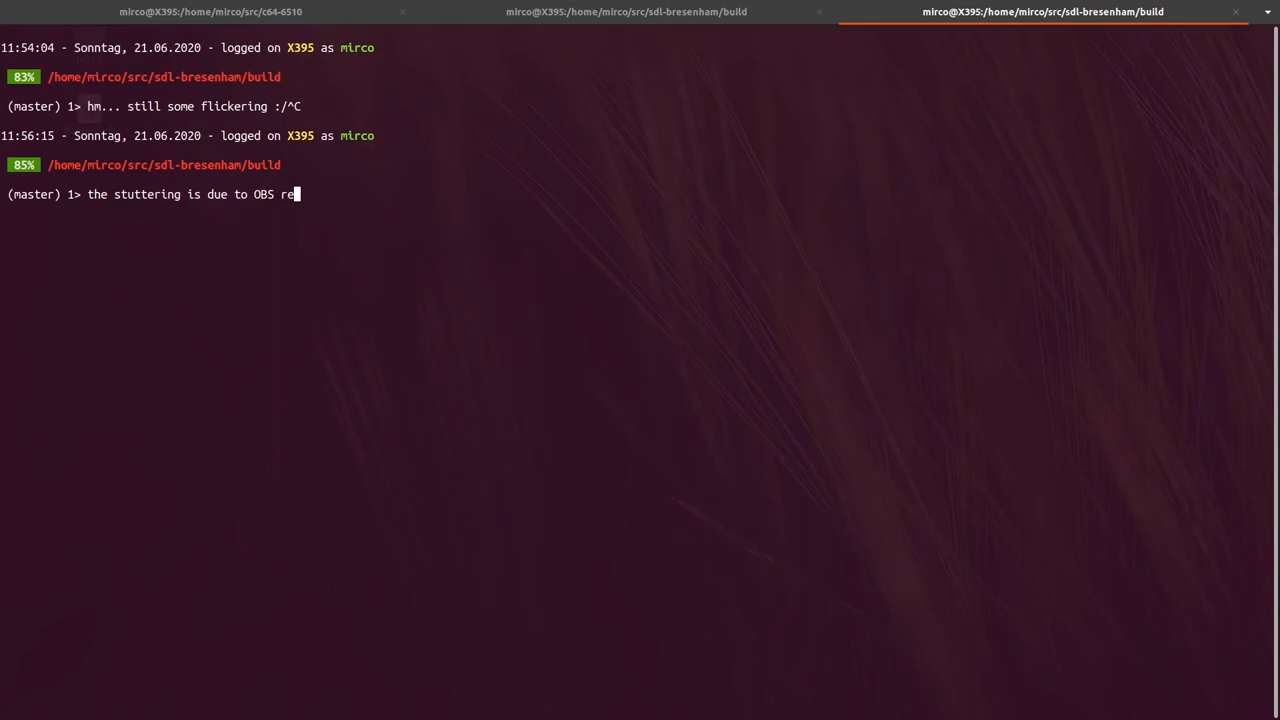 mirco@X395:/home/mirco/src/c64-6510 × mirco@X395:/home/mirco/src/sdl-bresenham/build × mirco@X395:/home/mirco/src/sdl-bresenham/build ×
11:54:04 - Sonntag, 21.06.2020 - logged on X395 as mirco
83% /home/mirco/src/sdl-bresenham/build
(master) 1> hm... still some flickering :/^C
11:56:15 - Sonntag, 21.06.2020 - logged on X395 as mirco
85% /home/mirco/src/sdl-bresenham/build
(master) 1> the stuttering is due to OBS re